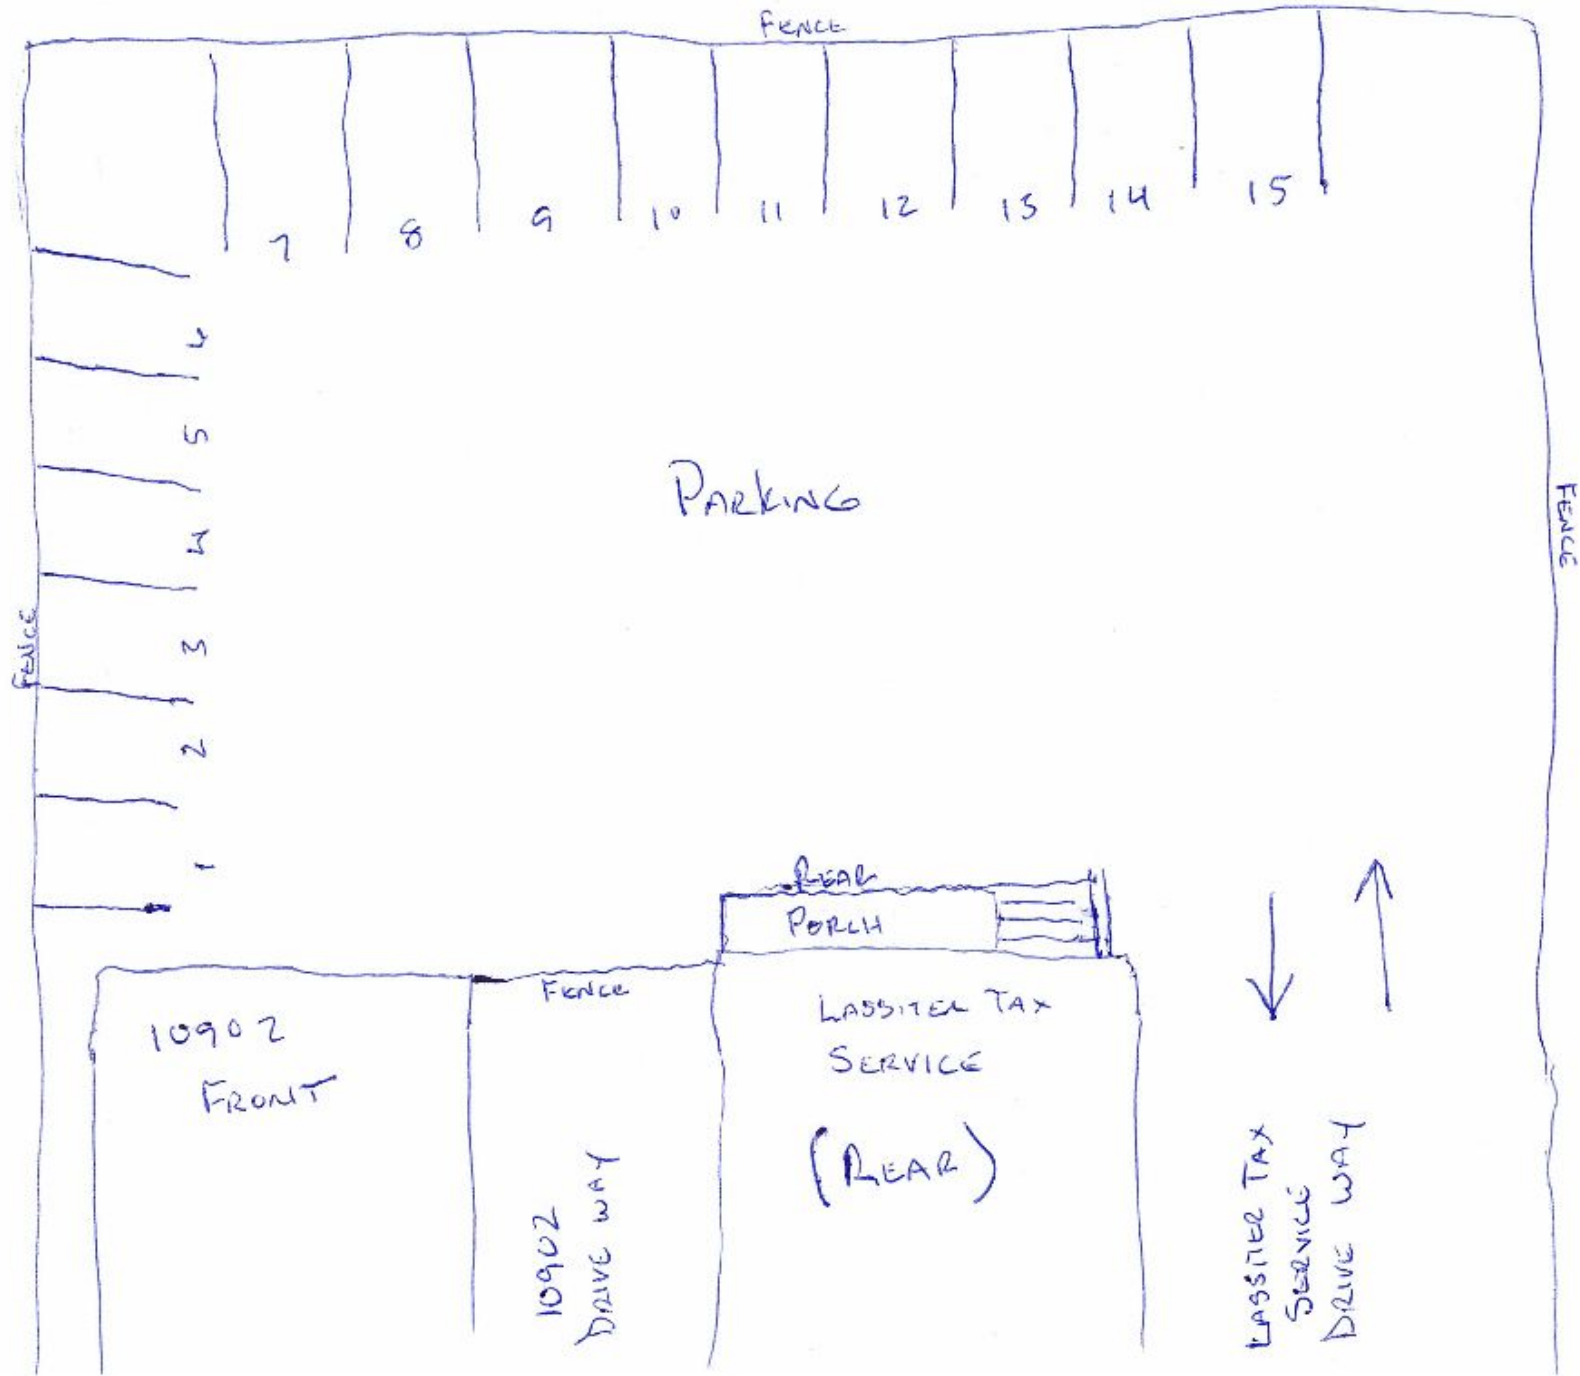 FENCE
7 8 9 10 11 12 13 14 15
6
5
4
3
2
1
FENCE
PARKING
FENCE
REAR
PORCH
FENCE
10902
FRONT
10902
DRIVE WAY
LASSITER TAX
SERVICE
(REAR)
LASSITER TAX
SERVICE
DRIVE WAY